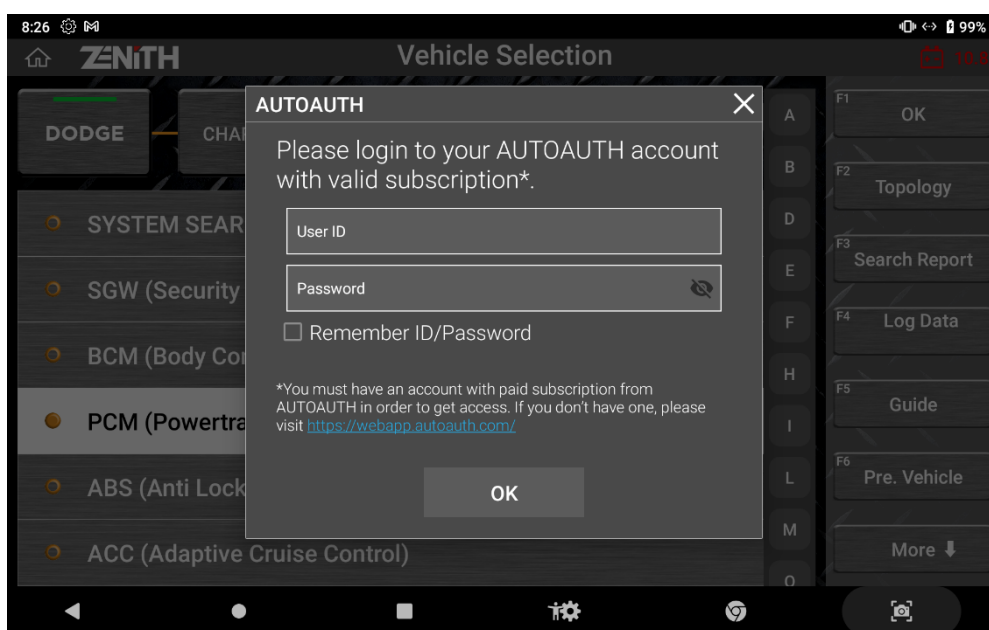 8:26
99%
ZENITH
Vehicle Selection
AUTOAUTH
DODGE
Please login to your AUTOAUTH account
with valid subscription*.
User ID
Password
Remember ID/Password
*You must have an account with paid subscription from
AUTOAUTH in order to get access. If you don't have one, please
visit https://webapp.autoauth.com/
OK
SYSTEM SEAR
SGW (Security
BCM (Body Co
PCM (Powertra
ABS (Anti Lock
ACC (Adaptive Cruise Control)
A
B
D
E
F
H
I
L
M
O
F1 OK
F2 Topology
F3 Search Report
F4 Log Data
F5 Guide
F6 Pre. Vehicle
More